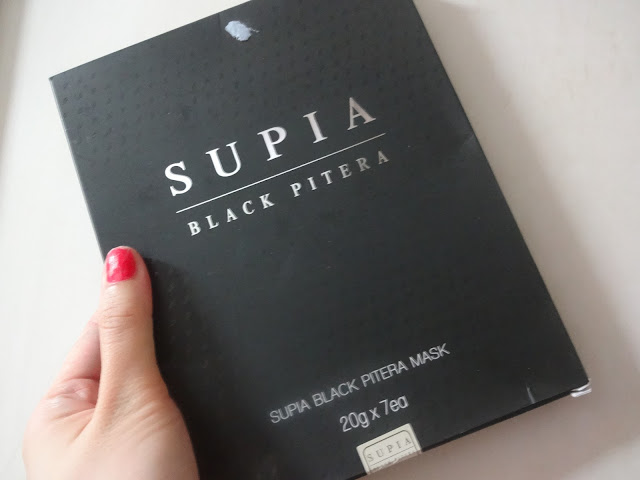 SUPIA
BLACK PITERA
SUPIA BLACK PITERA MASK
20g x 7ea
SUPIA